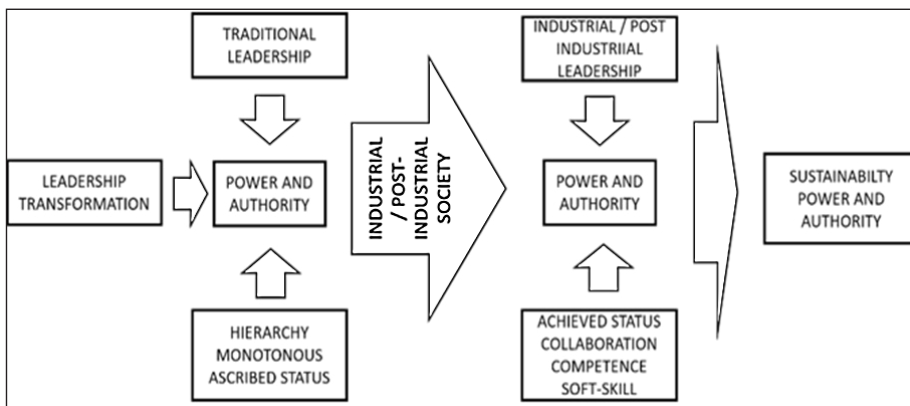 TRADITIONAL
LEADERSHIP
INDUSTRIAL / POST
INDUSTRIIAL
LEADERSHIP
LEADERSHIP
TRANSFORMATION
POWER AND
AUTHORITY
INDUSTRIAL
/ POST-
INDUSTRIAL
SOCIETY
POWER AND
AUTHORITY
SUSTAINABILTY
POWER AND
AUTHORITY
HIERARCHY
MONOTONOUS
ASCRIBED STATUS
ACHIEVED STATUS
COLLABORATION
COMPETENCE
SOFT-SKILL